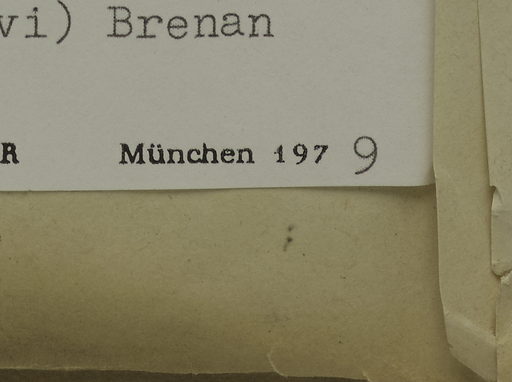 vi) Brenan
R München 197 9